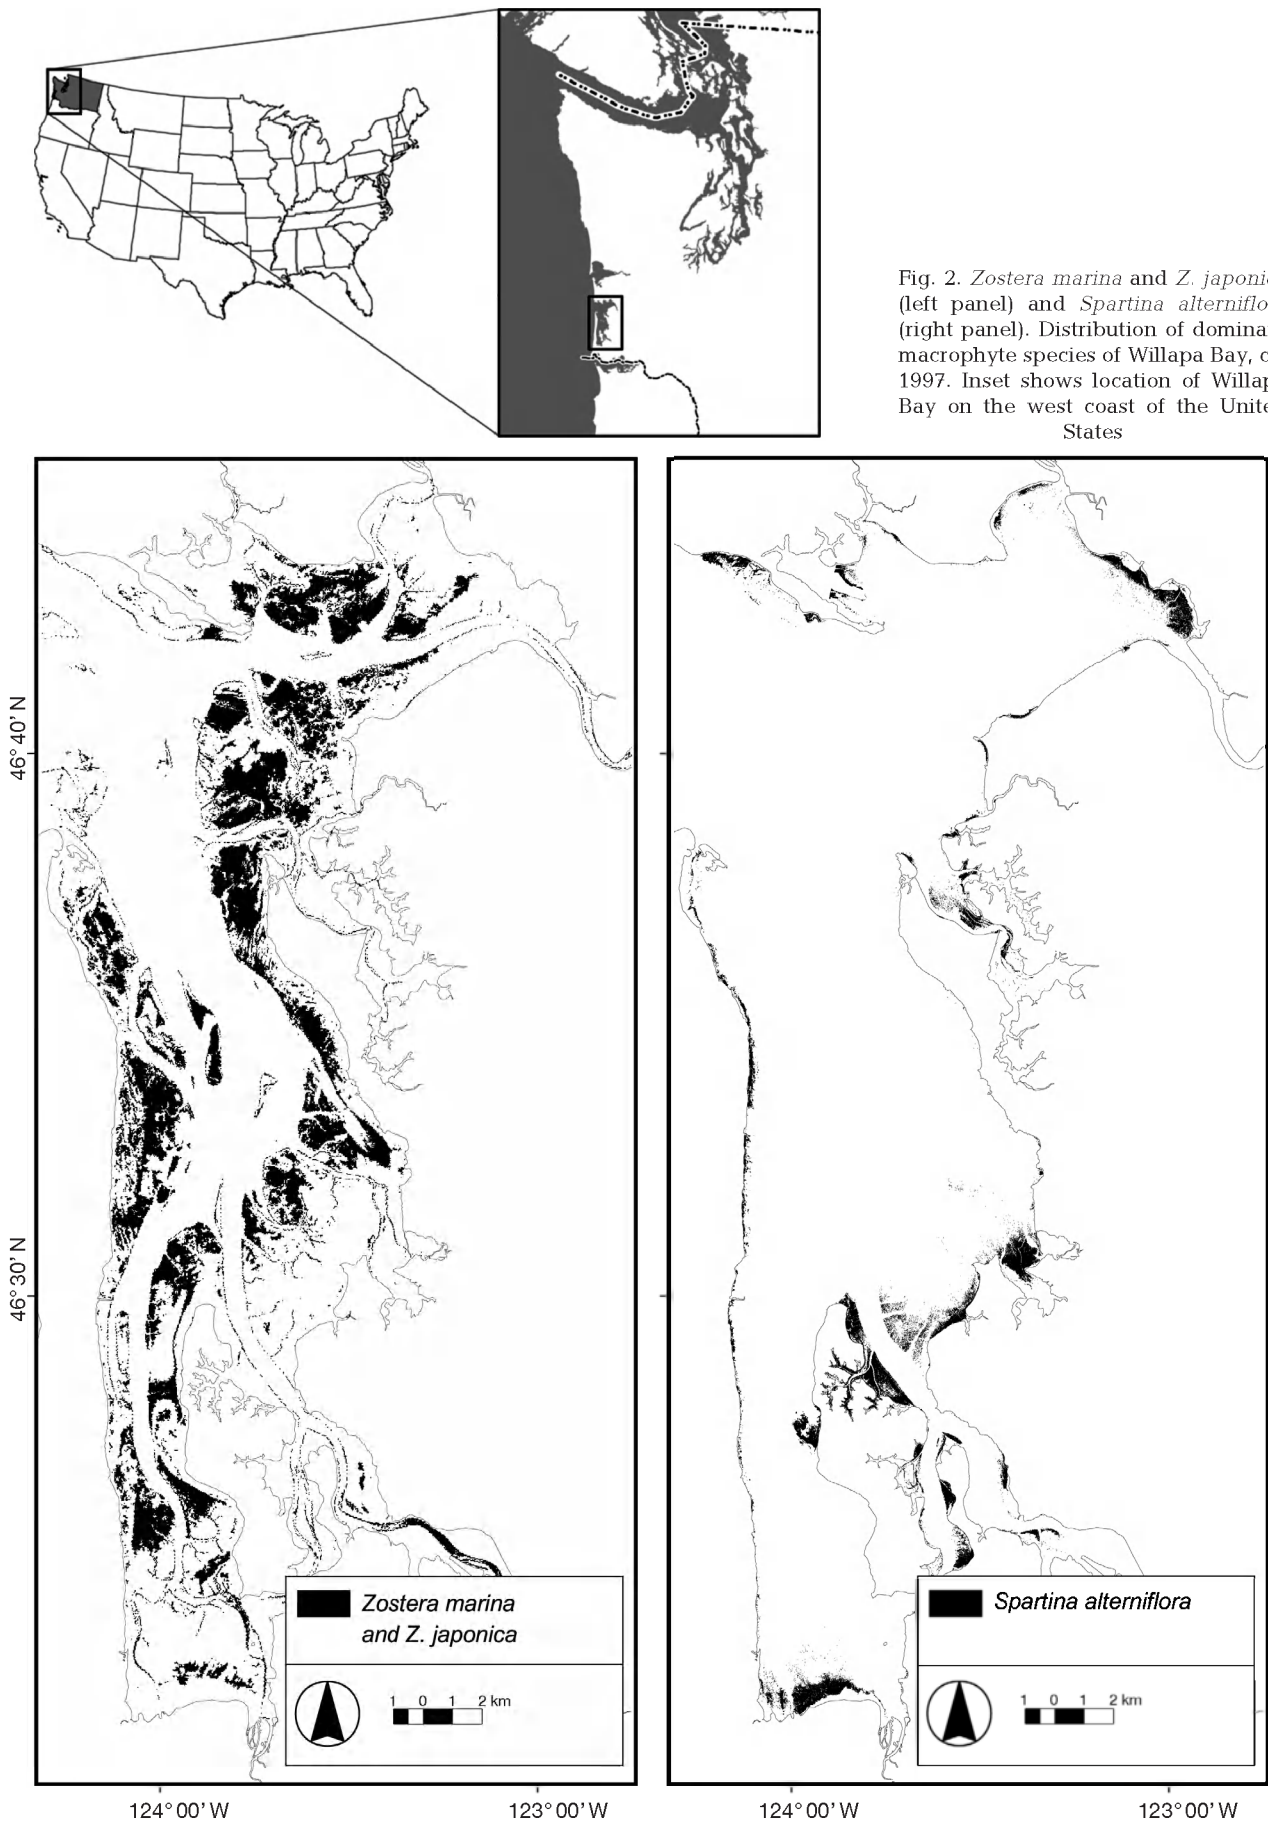 Fig. 2. Zostera marina and Z. japoni
(left panel) and Spartina alterniflo
(right panel). Distribution of domina
macrophyte species of Willapa Bay,
1997. Inset shows location of Willap
Bay on the west coast of the Unite
States
46°40' N
46°30' N
Zostera marina
and Z. japonica
1 0 1 2 km
Spartina alterniflora
1 0 1 2 km
124°00' W
123°00' W
124°00' W
123°00' W